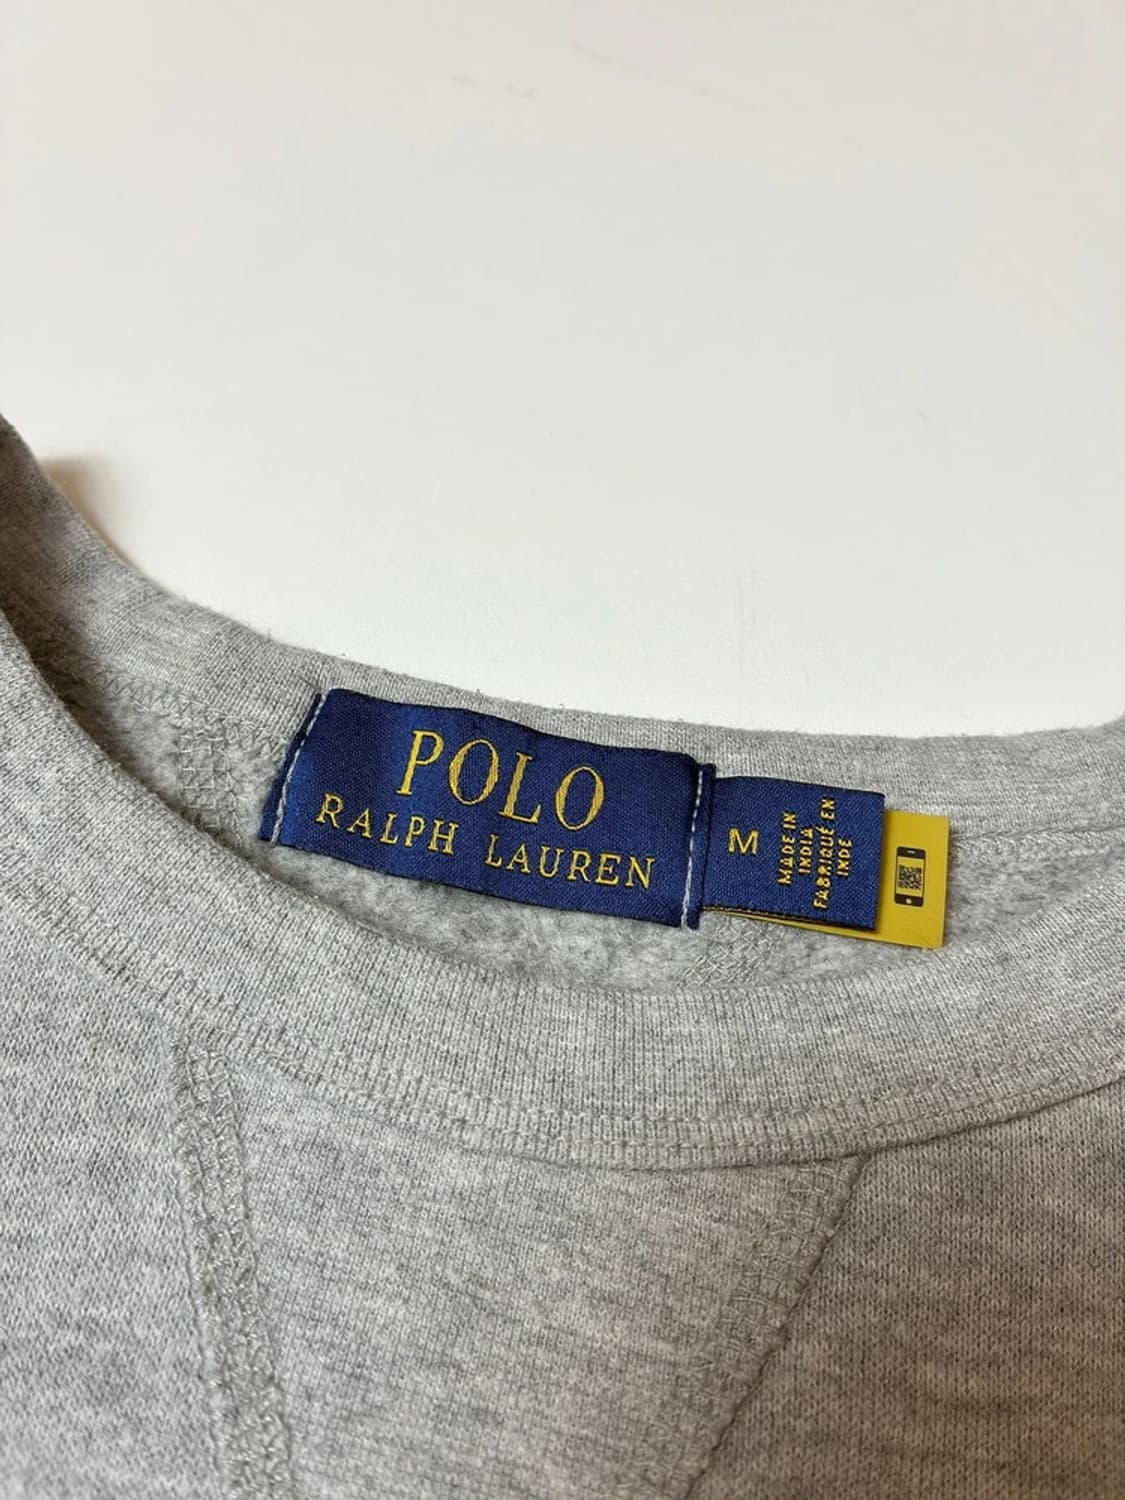 POLO
RALPH LAUREN
M
MADE IN
INDIA
FABRIQUÉ EN
INDE